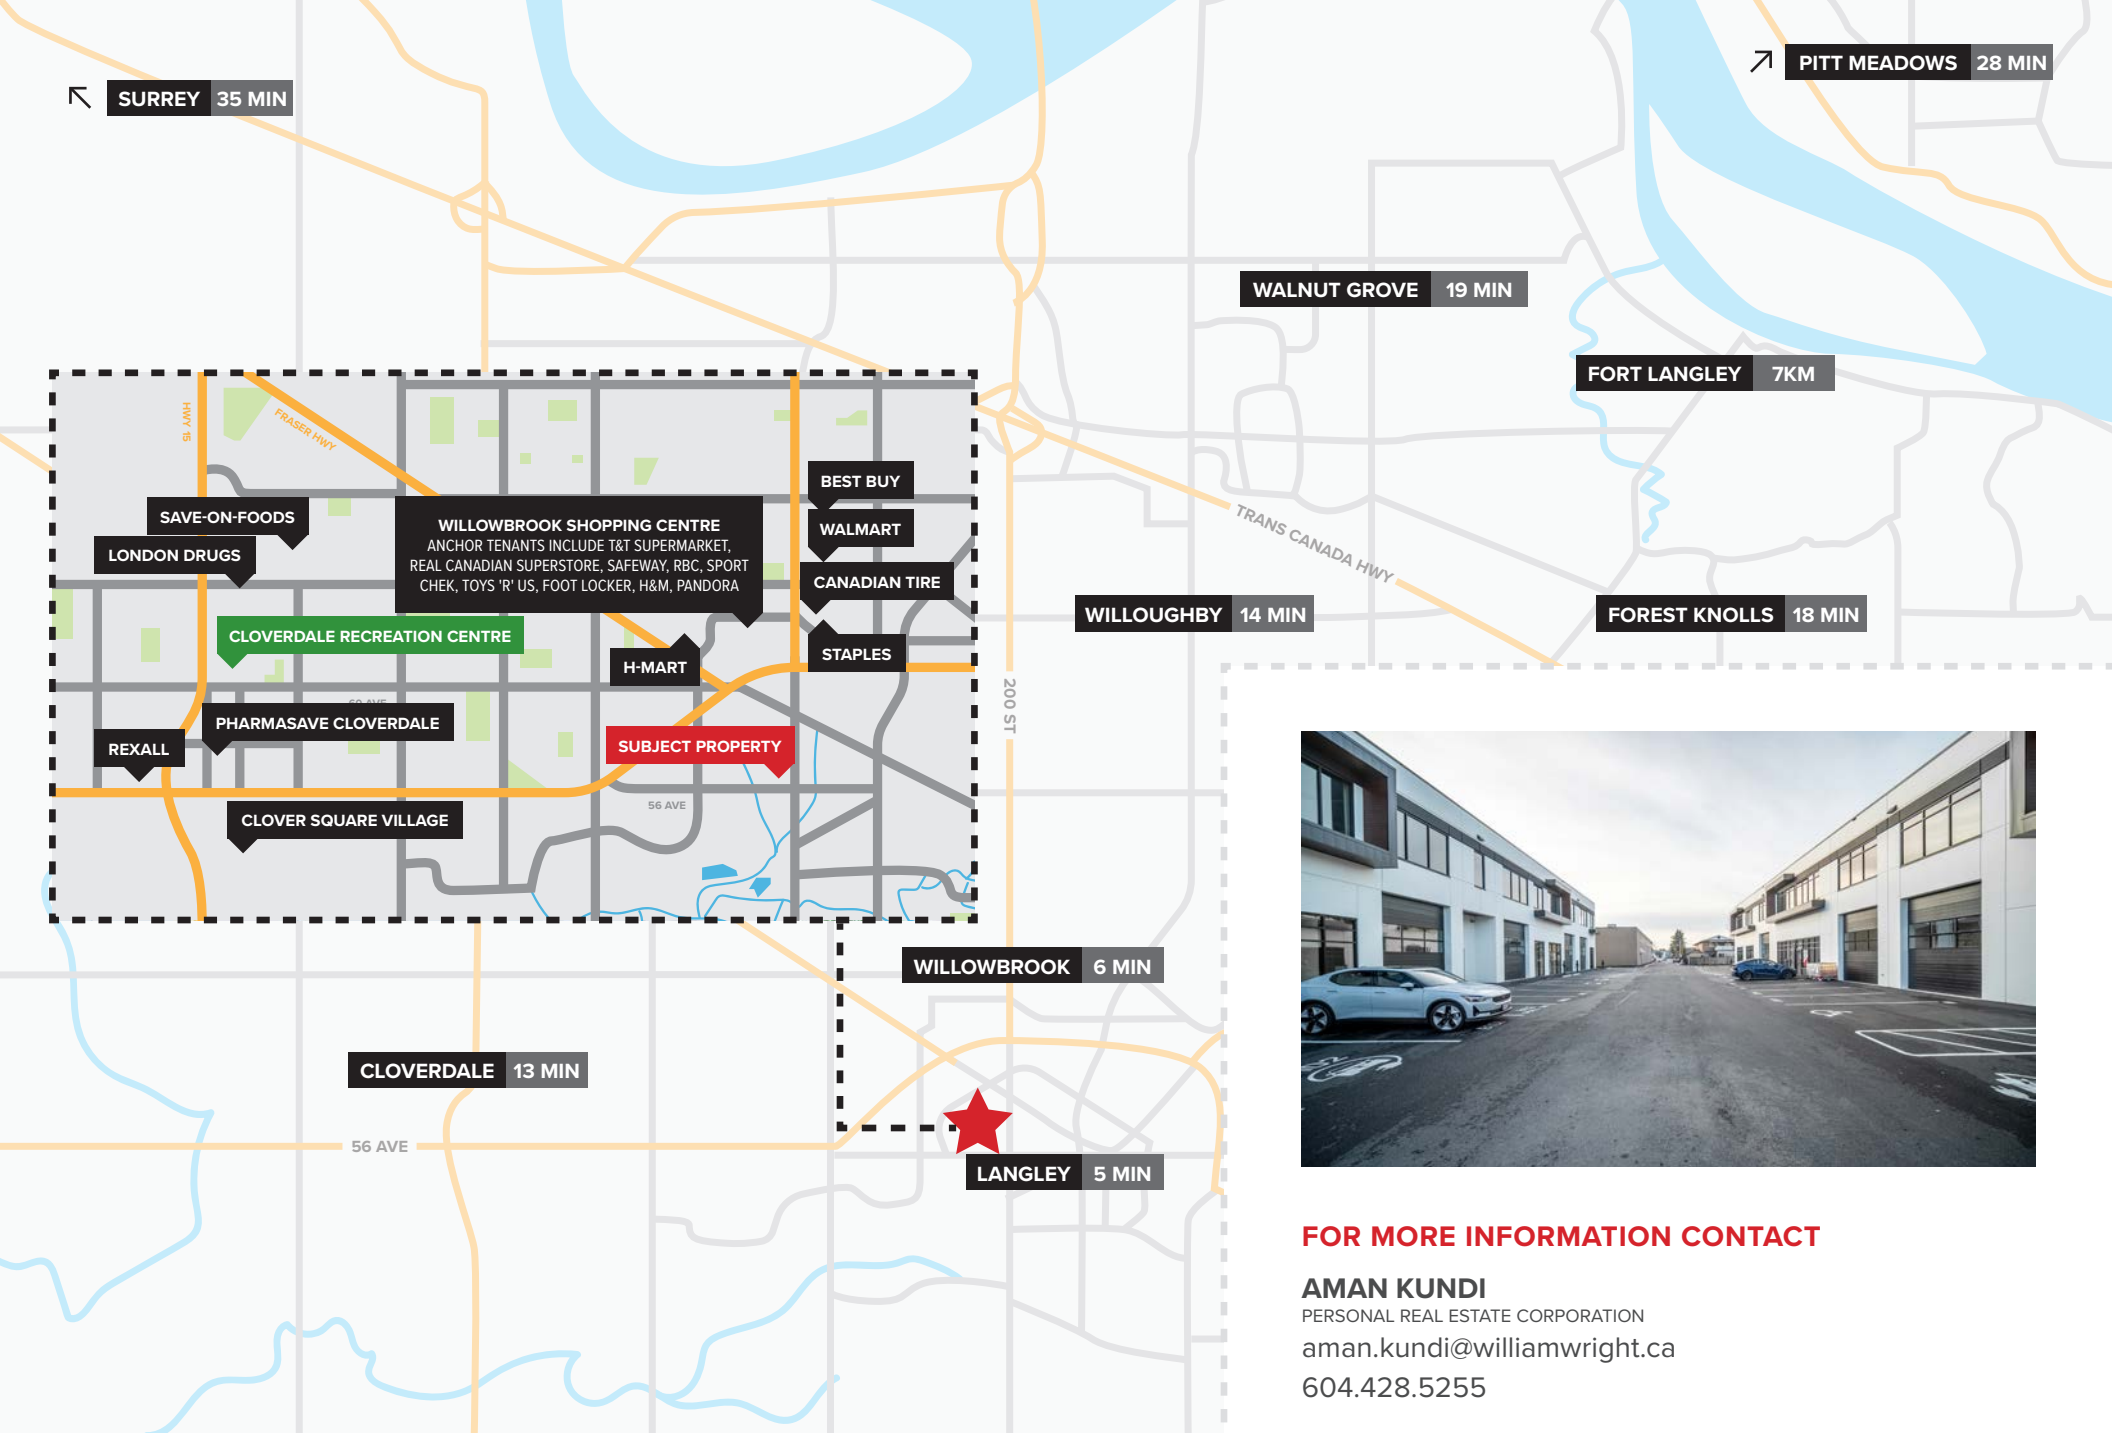 SURREY 35 MIN
PITT MEADOWS 28 MIN
WALNUT GROVE 19 MIN
FORT LANGLEY 7KM
HWY 15
FRASER HWY
BEST BUY
SAVE-ON-FOODS
WALMART
LONDON DRUGS
WILLOWBROOK SHOPPING CENTRE
ANCHOR TENANTS INCLUDE T&T SUPERMARKET,
REAL CANADIAN SUPERSTORE, SAFEWAY, RBC, SPORT
CHEK, TOYS 'R' US, FOOT LOCKER, H&M, PANDORA
CANADIAN TIRE
TRANS CANADA HWY
WILLOUGHBY 14 MIN
FOREST KNOLLS 18 MIN
CLOVERDALE RECREATION CENTRE
STAPLES
H-MART
200 ST
60 AVE
PHARMASAVE CLOVERDALE
REXALL
SUBJECT PROPERTY
56 AVE
CLOVER SQUARE VILLAGE
WILLOWBROOK 6 MIN
CLOVERDALE 13 MIN
56 AVE
LANGLEY 5 MIN
FOR MORE INFORMATION CONTACT
AMAN KUNDI
PERSONAL REAL ESTATE CORPORATION
aman.kundi@williamwright.ca
604.428.5255